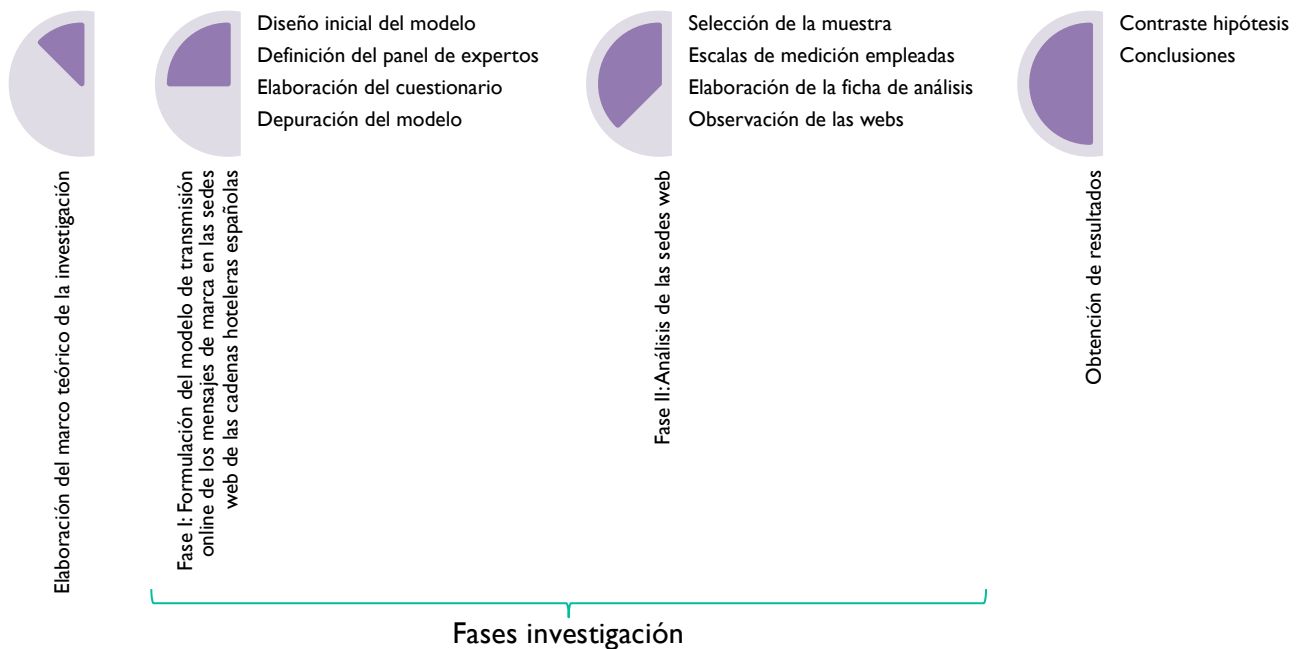 Elaboración del marco teórico de la investigación
Fase I: Formulación del modelo de transmisión
online de los mensajes de marca en las sedes
web de las cadenas hoteleras españolas
Diseño inicial del modelo
Definición del panel de expertos
Elaboración del cuestionario
Depuración del modelo
Fase II: Análisis de las sedes web
Selección de la muestra
Escalas de medición empleadas
Elaboración de la ficha de análisis
Observación de las webs
Obtención de resultados
Contraste hipótesis
Conclusiones
Fases investigación